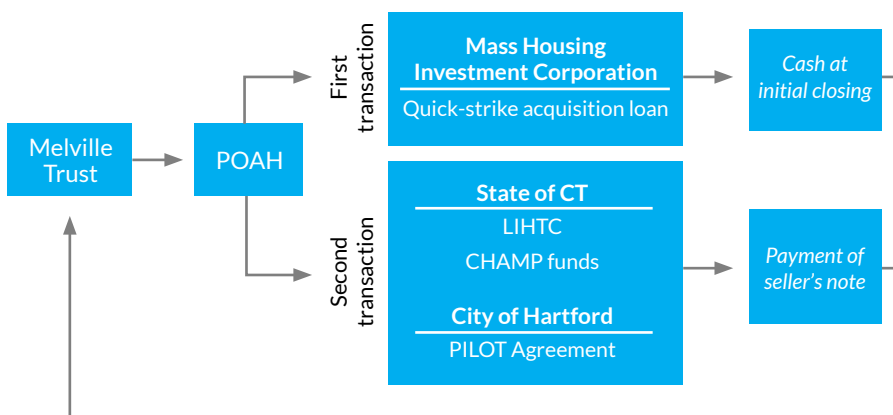 Melville
Trust
POAH
First
transaction
Mass Housing
Investment Corporation
Quick-strike acquisition loan
Cash at
initial closing
Second
transaction
State of CT
LIHTC
CHAMP funds
City of Hartford
PILOT Agreement
Payment of
seller’s note